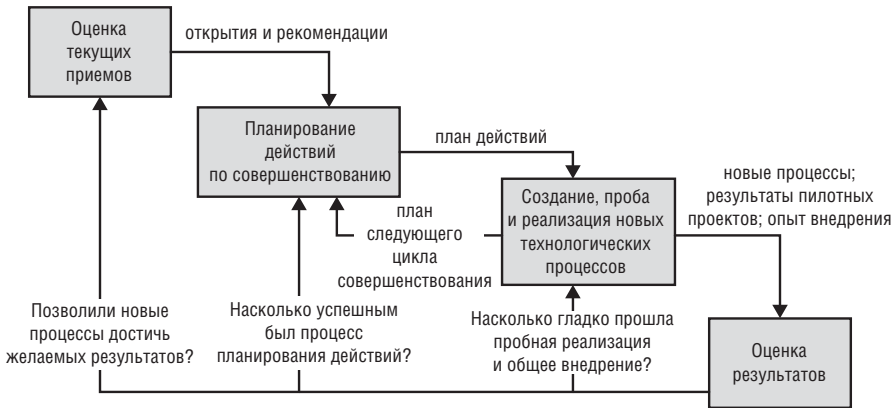 Оценка
текущих
приемов
открытия и рекомендации
Планирование
действий
по совершенствованию
план действий
Создание, проба
и реализация новых
технологических
процессов
новые процессы;
результаты пилотных
проектов; опыт внедрения
план
следующего
цикла
совершенствования
Позволили новые
процессы достичь
желаемых результатов?
Насколько успешным
был процесс
планирования действий?
Насколько гладко прошла
пробная реализация
и общее внедрение?
Оценка
результатов